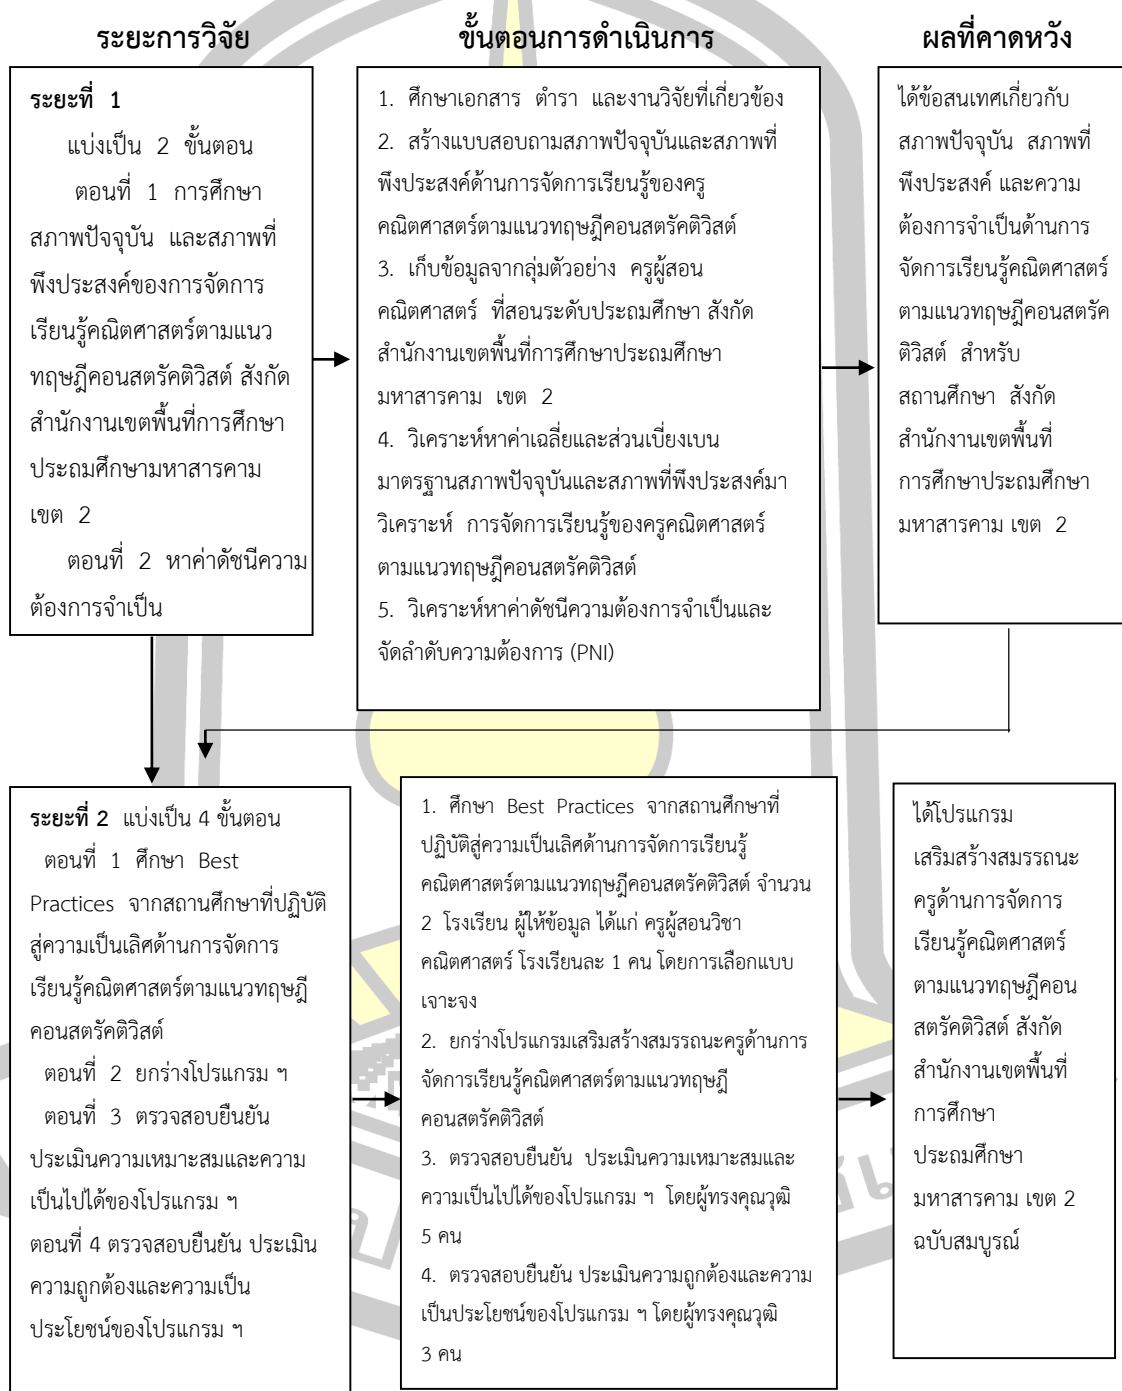 ระยะการวิจัย
ขั้นตอนการดำเนินการ
ผลที่คาดหวัง
ระยะที่ 1
แบ่งเป็น 2 ขั้นตอน
ตอนที่ 1 การศึกษา
สภาพปัจจุบัน และสภาพที่
พึงประสงค์ของการจัดการ
เรียนรู้คณิตศาสตร์ตามแนว
ทฤษฎีคอนสตรัคติวิสต์ สังกัด
สำนักงานเขตพื้นที่การศึกษา
ประถมศึกษามหาสารคาม
เขต 2
ตอนที่ 2 หาค่าดัชนีความ
ต้องการจำเป็น
1. ศึกษาเอกสาร ตำรา และงานวิจัยที่เกี่ยวข้อง
2. สร้างแบบสอบถามสภาพปัจจุบันและสภาพที่
พึงประสงค์ด้านการจัดการเรียนรู้ของครู
คณิตศาสตร์ตามแนวทฤษฎีคอนสตรัคติวิสต์
3. เก็บข้อมูลจากลุ่มตัวอย่าง ครูผู้สอน
คณิตศาสตร์ ที่สอนระดับประถมศึกษา สังกัด
สำนักงานเขตพื้นที่การศึกษาประถมศึกษา
มหาสารคาม เขต 2
4. วิเคราะห์หาค่าเฉลี่ยและส่วนเบี่ยงเบน
มาตรฐานสภาพปัจจุบันและสภาพที่พึงประสงค์มา
วิเคราะห์ การจัดการเรียนรู้ของครูคณิตศาสตร์
ตามแนวทฤษฎีคอนสตรัคติวิสต์
5. วิเคราะห์หาค่าดัชนีความต้องการจำเป็นและ
จัดลำดับความต้องการ (PNI)
ได้ข้อสนเทศเกี่ยวกับ
สภาพปัจจุบัน สภาพที่
พึงประสงค์ และความ
ต้องการจำเป็นด้านการ
จัดการเรียนรู้คณิตศาสตร์
ตามแนวทฤษฎีคอนสตรัค
ติวิสต์ สำหรับ
สถานศึกษา สังกัด
สำนักงานเขตพื้นที่
การศึกษาประถมศึกษา
มหาสารคาม เขต 2
ระยะที่ 2 แบ่งเป็น 4 ขั้นตอน
ตอนที่ 1 ศึกษา Best
Practices จากสถานศึกษาที่ปฏิบัติ
สู่ความเป็นเลิศด้านการจัดการ
เรียนรู้คณิตศาสตร์ตามแนวทฤษฎี
คอนสตรัคติวิสต์
ตอนที่ 2 ยกร่างโปรแกรม ฯ
ตอนที่ 3 ตรวจสอบยืนยัน
ประเมินความเหมาะสมและความ
เป็นไปได้ของโปรแกรม ฯ
ตอนที่ 4 ตรวจสอบยืนยัน ประเมิน
ความถูกต้องและความเป็น
ประโยชน์ของโปรแกรม ฯ
1. ศึกษา Best Practices จากสถานศึกษาที่
ปฏิบัติสู่ความเป็นเลิศด้านการจัดการเรียนรู้
คณิตศาสตร์ตามแนวทฤษฎีคอนสตรัคติวิสต์ จำนวน
2 โรงเรียน ผู้ให้ข้อมูล ได้แก่ ครูผู้สอนวิชา
คณิตศาสตร์ โรงเรียนละ 1 คน โดยการเลือกแบบ
เจาะจง
2. ยกร่างโปรแกรมเสริมสร้างสมรรถนะครูด้านการ
จัดการเรียนรู้คณิตศาสตร์ตามแนวทฤษฎี
คอนสตรัคติวิสต์
3. ตรวจสอบยืนยัน ประเมินความเหมาะสมและ
ความเป็นไปได้ของโปรแกรม ฯ โดยผู้ทรงคุณวุฒิ
5 คน
4. ตรวจสอบยืนยัน ประเมินความถูกต้องและความ
เป็นประโยชน์ของโปรแกรม ฯ โดยผู้ทรงคุณวุฒิ
3 คน
ได้โปรแกรม
เสริมสร้างสมรรถนะ
ครูด้านการจัดการ
เรียนรู้คณิตศาสตร์
ตามแนวทฤษฎีคอน
สตรัคติวิสต์ สังกัด
สำนักงานเขตพื้นที่
การศึกษา
ประถมศึกษา
มหาสารคาม เขต 2
ฉบับสมบูรณ์